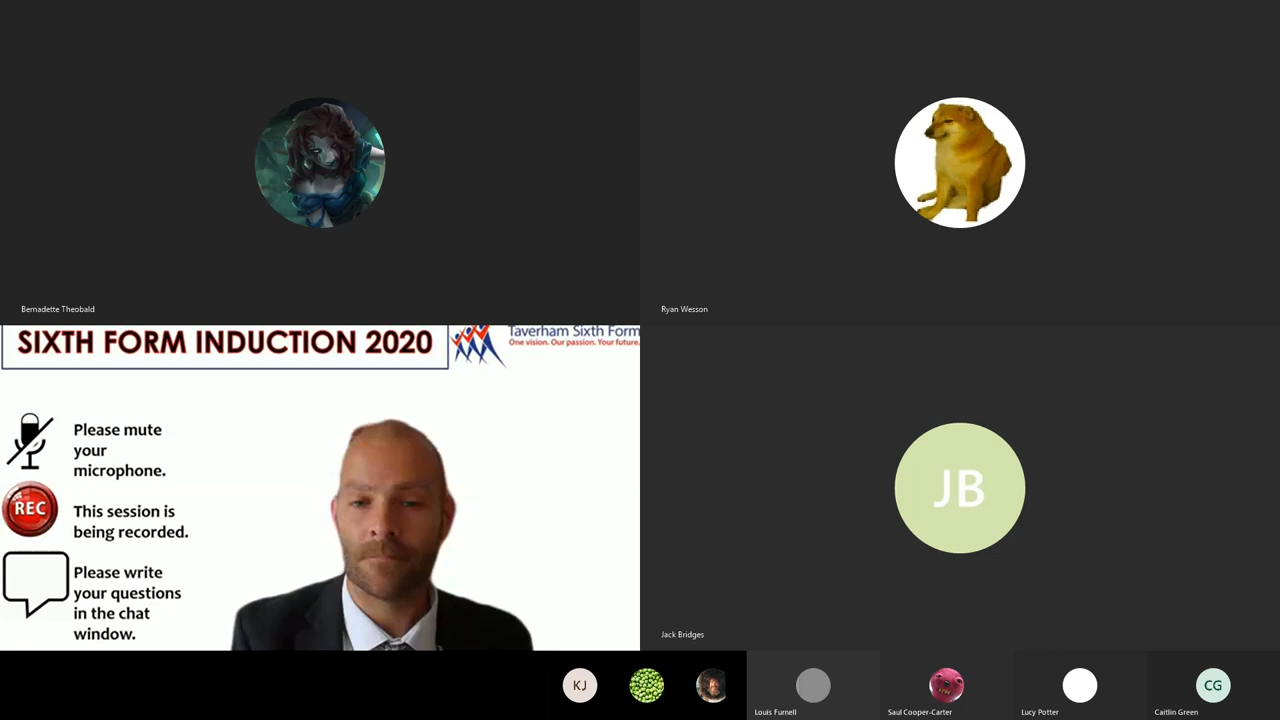 Bernadette Theobald
Ryan Wesson
SIXTH FORM INDUCTION 2020
Taverham Sixth Form
One vision. Our passion. Your future.
Please mute
your
microphone.
REC
This session is
being recorded.
Please write
your questions
in the chat
window.
JB
Jack Bridges
KJ
Louis Furnell
Saul Cooper-Carter
Lucy Potter
CG
Caitlin Green